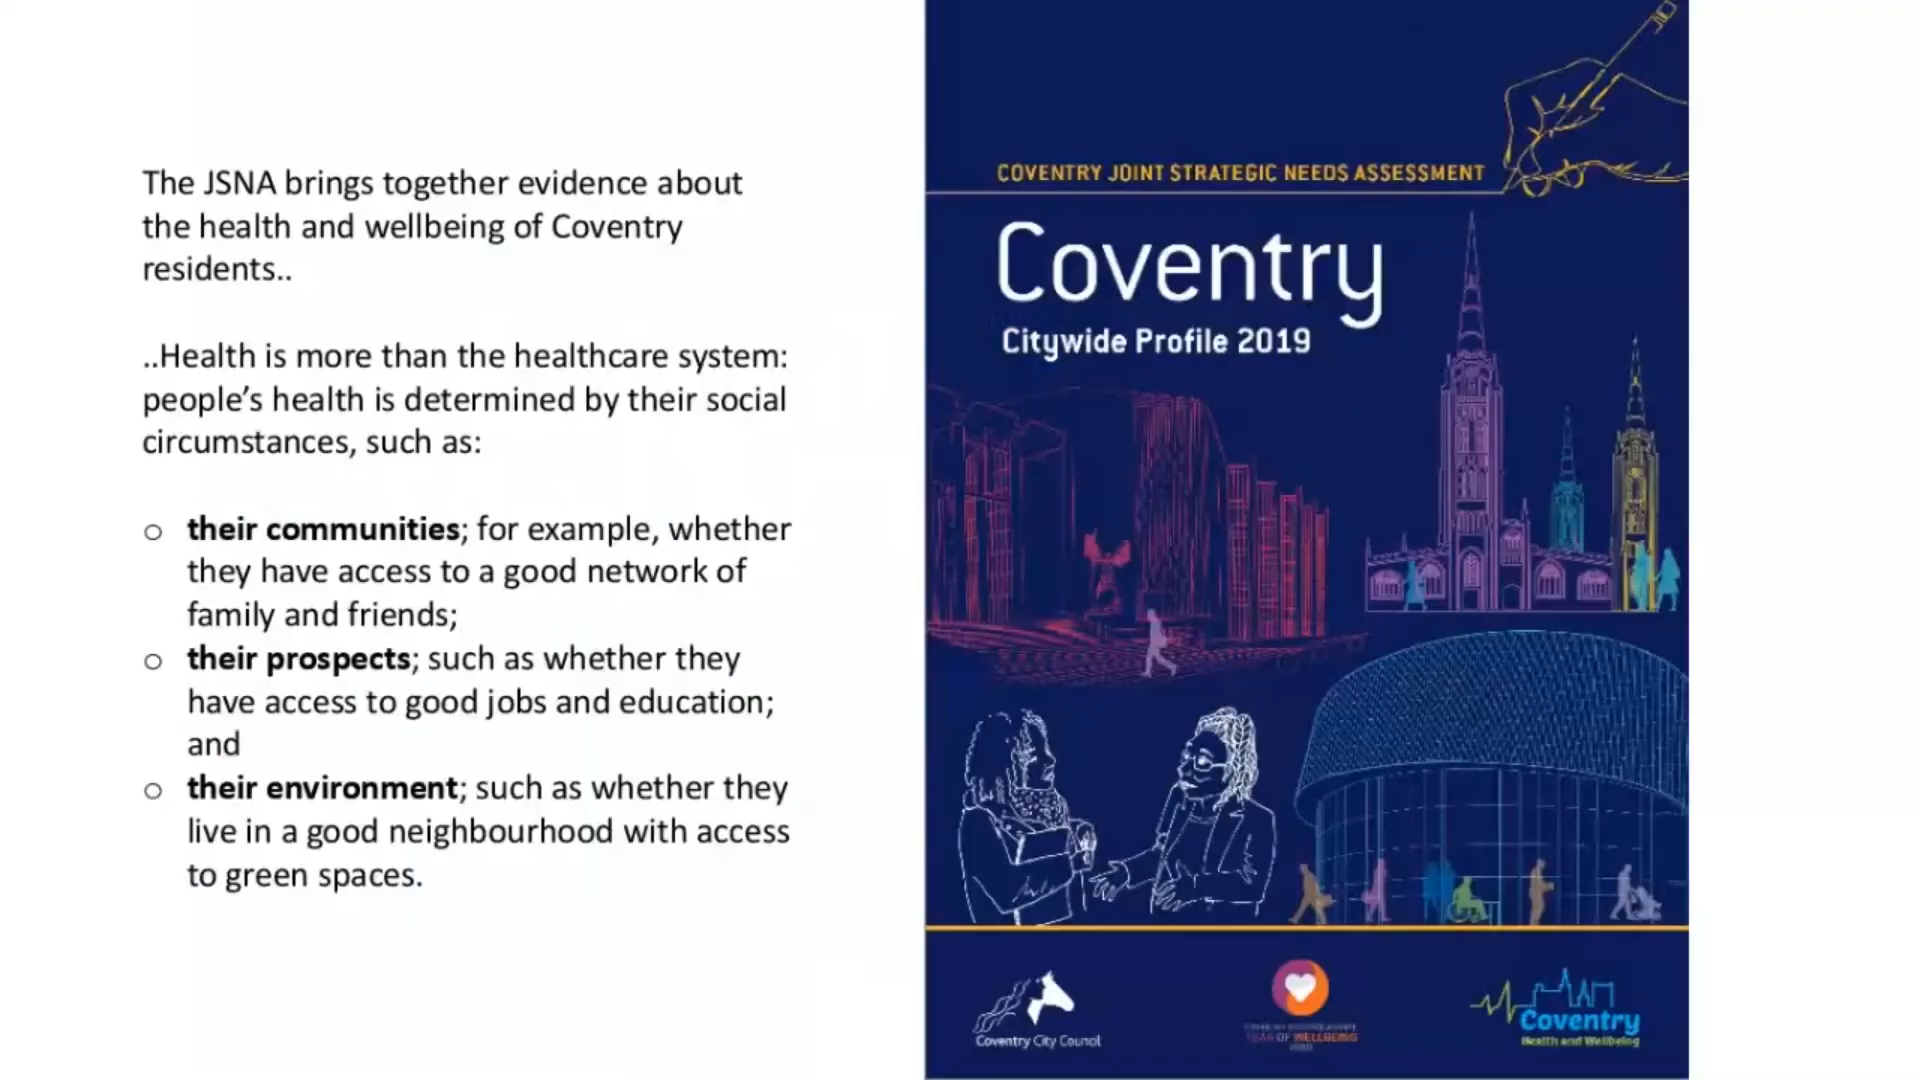 The JSNA brings together evidence about
the health and wellbeing of Coventry
residents..
..Health is more than the healthcare system:
people's health is determined by their social
circumstances, such as:
o their communities; for example, whether
they have access to a good network of
family and friends;
o their prospects; such as whether they
have access to good jobs and education;
and
o their environment; such as whether they
live in a good neighbourhood with access
to green spaces.
COVENTRY JOINT STRATEGIC NEEDS ASSESSMENT
Coventry
Citywide Profile 2019
Coventry City Council
YEAR OF WELLBEING
Coventry
Health and Wellbeing